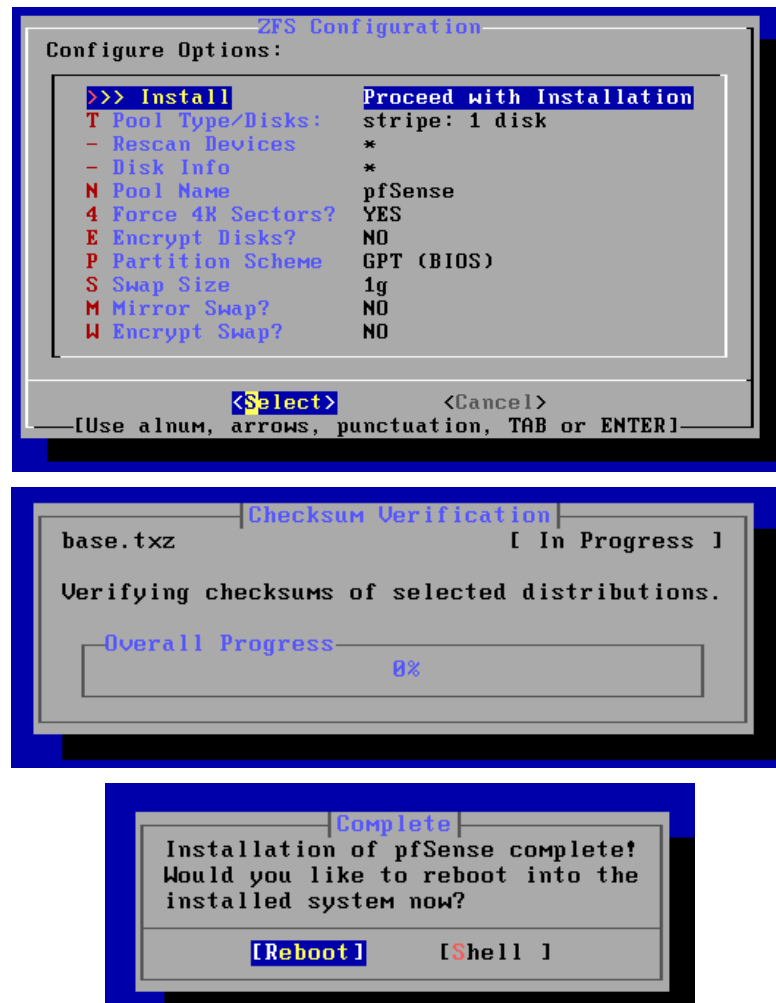 ZFS Configuration
Configure Options:
>>> Install Proceed with Installation
T Pool Type/Disks: stripe: 1 disk
- Rescan Devices *
- Disk Info *
N Pool Name pfSense
4 Force 4K Sectors? YES
E Encrypt Disks? NO
P Partition Scheme GPT (BIOS)
S Swap Size 1g
M Mirror Swap? NO
W Encrypt Swap? NO
<Select> <Cancel>
[Use alnum, arrows, punctuation, TAB or ENTER]
Checksum Verification
base.txz [ In Progress ]
Verifying checksums of selected distributions.
Overall Progress
0%
Complete
Installation of pfSense complete!
Would you like to reboot into the
installed system now?
[Reboot] [Shell ]